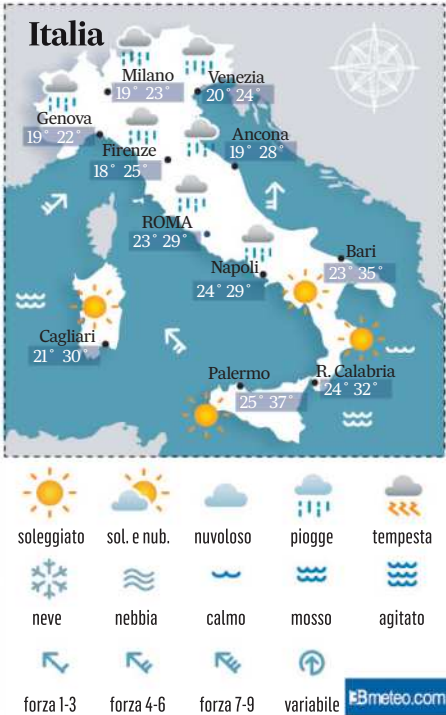 Italia
Milano
19° 23°
Venezia
20° 24°
Genova
19° 22°
Firenze
18° 25°
Ancona
19° 28°
ROMA
23° 29°
Napoli
24° 29°
Bari
23° 35°
Cagliari
21° 30°
Palermo
25° 37°
R. Calabria
24° 32°
soleggiato sol. e nub. nuvoloso piogge tempesta
neve nebbia calmo mosso agitato
forza 1-3 forza 4-6 forza 7-9 variabile
3Bmeteo.com